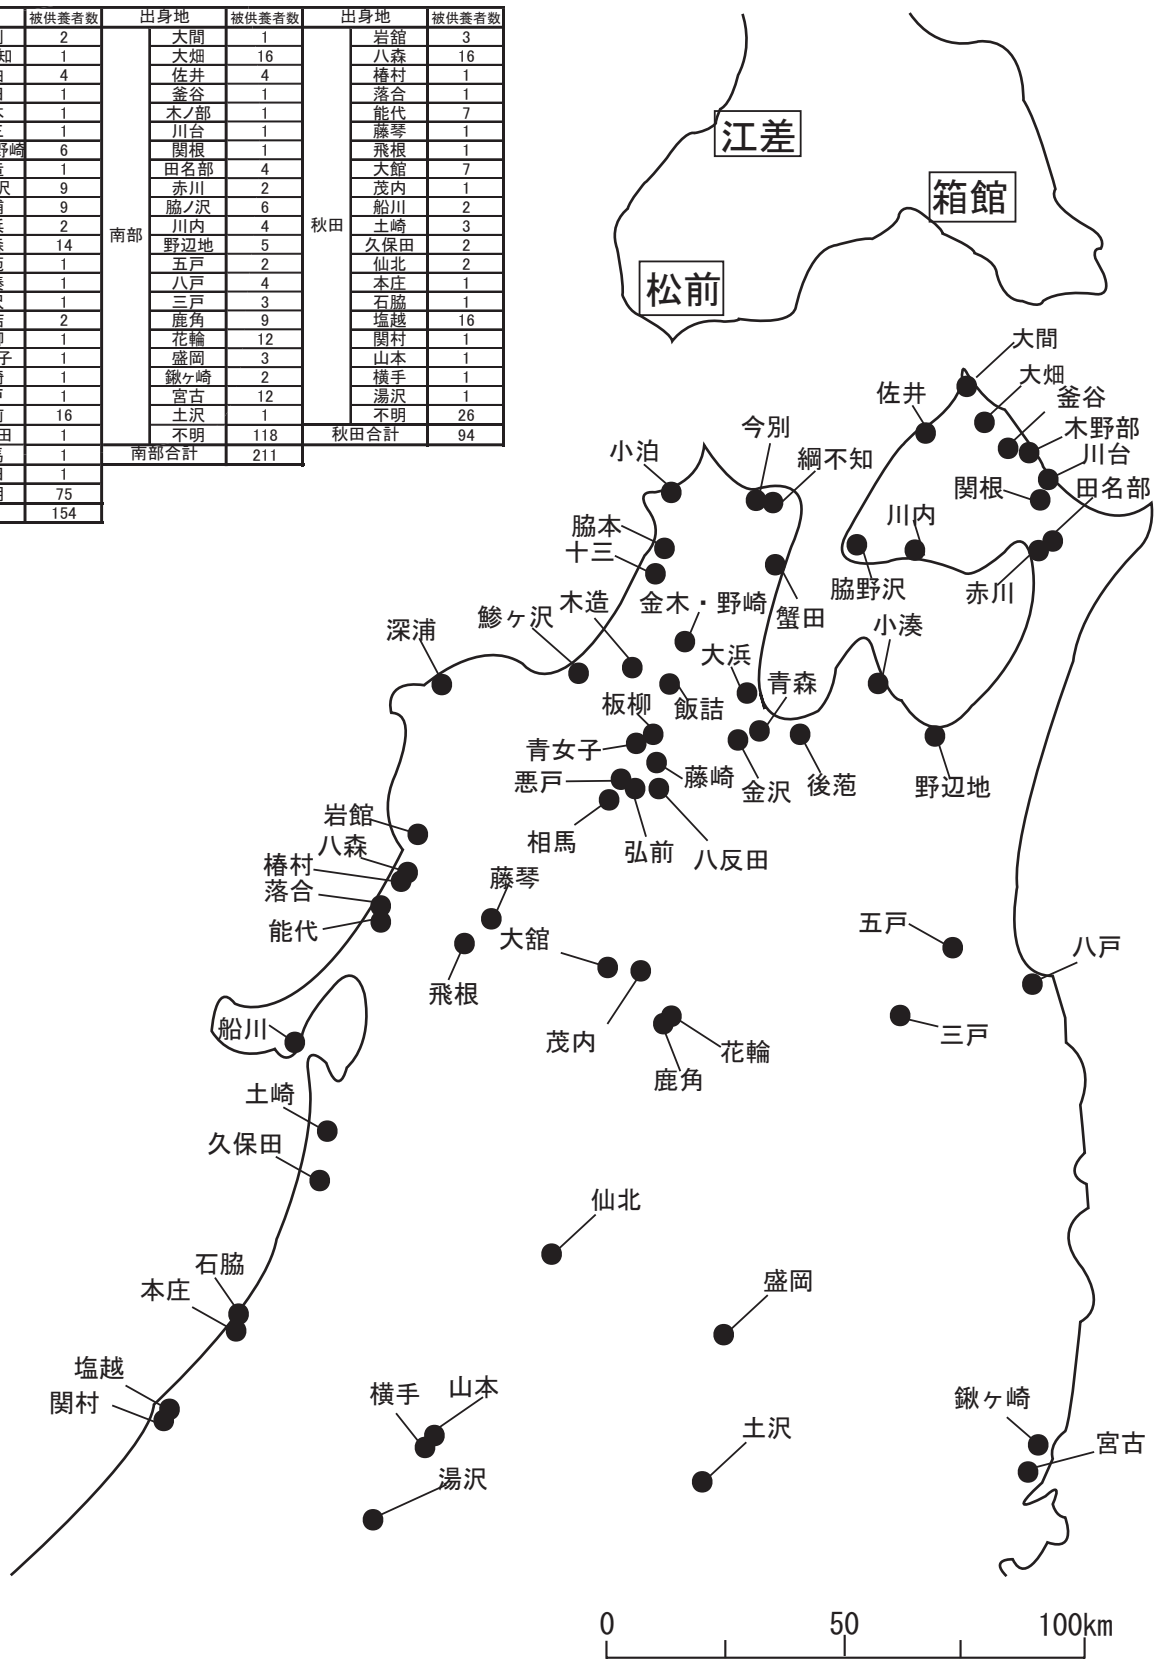 被供養者数 出身地 被供養者数 出身地 被供養者数
2 南部 大間 1 秋田 岩舘 3
知 1 大畑 16 八森 16
4 佐井 4 椿村 1
1 釜谷 1 落合 1
1 木ノ部 1 能代 7
1 川台 1 藤琴 1
野崎 6 関根 1 飛根 1
1 田名部 4 大館 7
沢 9 赤川 2 茂内 1
9 脇ノ沢 6 船川 2
2 川内 4 土崎 3
14 野辺地 5 久保田 2
1 五戸 2 仙北 2
1 八戸 4 本庄 1
1 三戸 3 石脇 1
2 鹿角 9 塩越 16
1 花輪 12 関村 1
子 1 盛岡 3 山本 1
1 鍬ヶ崎 2 横手 1
1 宮古 12 湯沢 1
16 土沢 1 不明 26
田 1 不明 118 秋田合計 94
1 南部合計 211
1
75
154
江差
箱館
松前
大間
大畑
佐井
釜谷
木野部
川台
関根
田名部
川内
脇野沢
赤川
小泊
今別
綱不知
脇本
十三
木造
金木・野崎
蟹田
鯵ヶ沢
深浦
大浜
小湊
青森
板柳
飯詰
青女子
悪戸
藤崎
金沢
後萢
野辺地
相馬
弘前
八反田
岩館
八森
椿村
落合
能代
藤琴
大舘
飛根
五戸
八戸
三戸
茂内
花輪
鹿角
船川
土崎
久保田
仙北
石脇
本庄
盛岡
塩越
関村
横手
山本
湯沢
土沢
鍬ヶ崎
宮古
0 50 100km